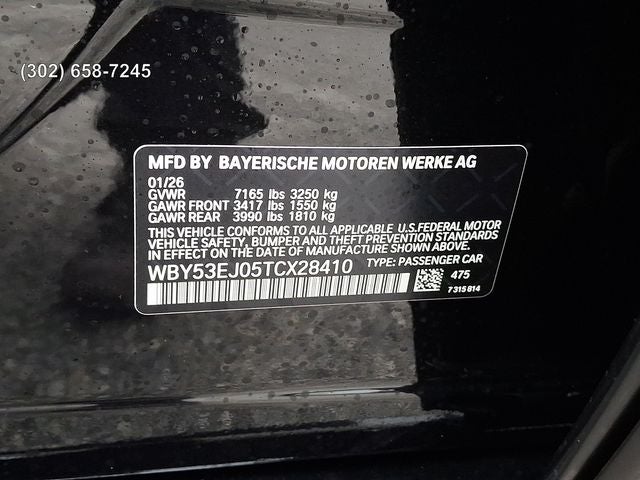 (302) 658-7245
MFD BY BAYERISCHE MOTOREN WERKE AG
01/26
GVWR 7165 lbs 3250 kg
GAWR FRONT 3417 lbs 1550 kg
GAWR REAR 3990 lbs 1810 kg
THIS VEHICLE CONFORMS TO ALL APPLICABLE U.S.FEDERAL MOTOR
VEHICLE SAFETY, BUMPER AND THEFT PREVENTION STANDARDS
IN EFFECT ON THE DATE OF MANUFACTURE SHOWN ABOVE.
WBY53EJ05TCX28410 TYPE: PASSENGER CAR
475
7315814